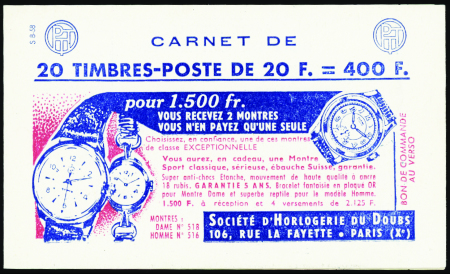 S 8-58
CARNET DE
20 TIMBRES-POSTE DE 20 F. = 400 F.
pour 1.500 fr.
VOUS RECEVEZ 2 MONTRES
VOUS N'EN PAYEZ QU'UNE SEULE
Choisissez, en confiance, une de ces montres
de classe EXCEPTIONNELLE
Vous aurez, en cadeau, une Montre
Sport classique, sérieuse, ébauche Suisse, garantie.
Super anti-chocs Etanche, mouvement de haute qualité à ancre
18 rubis, GARANTIE 5 ANS. Bracelet fantaisie en plaque OR
pour Montre Dame et superbe reptile pour le modèle Homme.
1.500 F. à réception et 4 versements de 2.125 F.
MONTRES :
DAME N° 518
HOMME N° 516
SOCIÉTÉ D'HORLOGERIE DU DOUBS
106, RUE LA FAYETTE - PARIS (Xe)
BON DE COMMANDE
AU VERSO